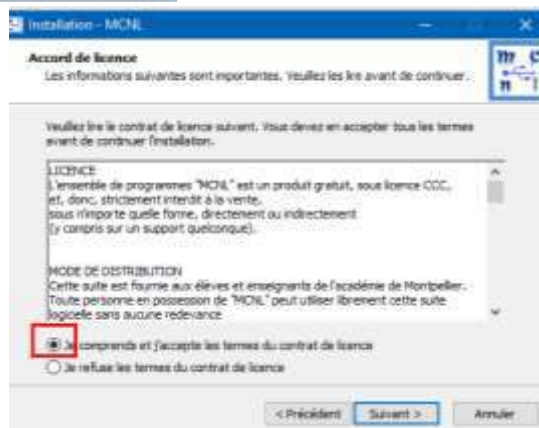 Installation - MCNL
Accord de licence
Les informations suivantes sont importantes. Veuillez les lire avant de continuer.
m c
n l
Veuillez lire le contrat de licence suivant. Vous devez en accepter tous les termes
avant de continuer l'installation.
LICENCE
L'ensemble de programmes "MCNL" est un produit gratuit, sous licence CCC,
et, donc, strictement interdit à la vente,
sous n'importe quelle forme, directement ou indirectement
(y compris sur un support quelconque).
MODE DE DISTRIBUTION
Cette suite est fournie aux élèves et enseignants de l'académie de Montpellier.
Toute personne en possession de "MCNL" peut utiliser librement cette suite
logicielle sans aucune redevance
Je comprends et j'accepte les termes du contrat de licence
Je refuse les termes du contrat de licence
< Précédent
Suivant >
Annuler